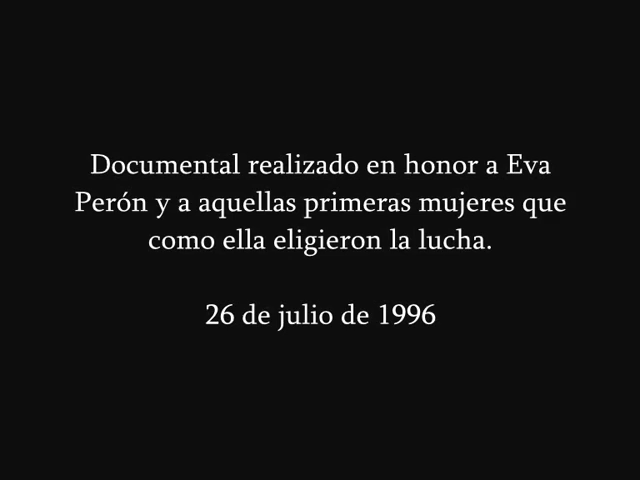 Documental realizado en honor a Eva
Perón y a aquellas primeras mujeres que
como ella eligieron la lucha.
26 de julio de 1996